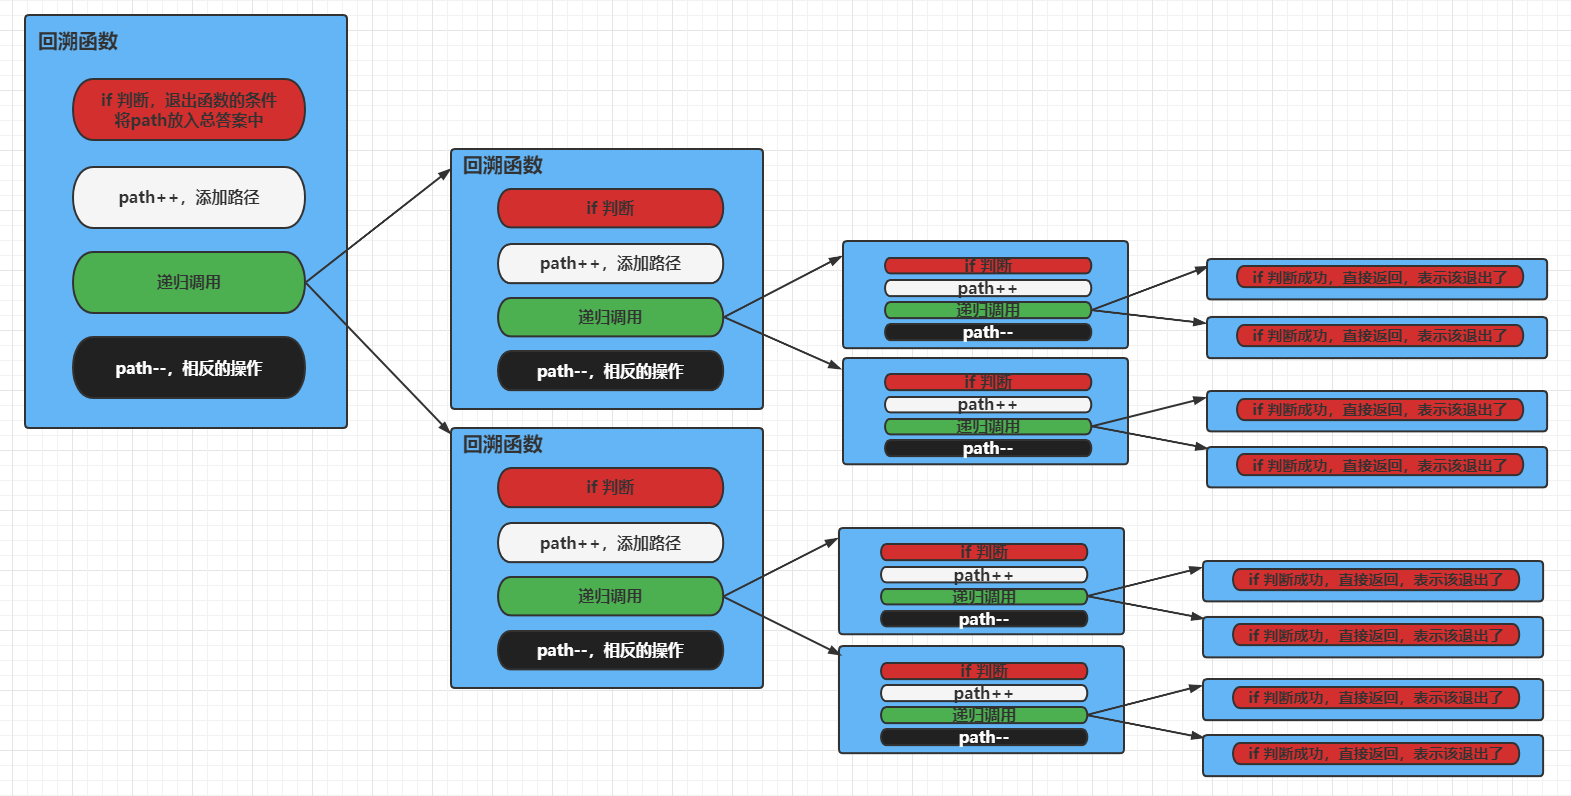 回溯函数
if 判断，退出函数的条件
将path放入总答案中
path++，添加路径
递归调用
path--，相反的操作
回溯函数
if 判断
path++，添加路径
递归调用
path--，相反的操作
回溯函数
if 判断
path++，添加路径
递归调用
path--，相反的操作
if 判断
path++
递归调用
path--
if 判断
path++
递归调用
path--
if 判断
path++
递归调用
path--
if 判断
path++
递归调用
path--
if 判断成功，直接返回，表示该退出了
if 判断成功，直接返回，表示该退出了
if 判断成功，直接返回，表示该退出了
if 判断成功，直接返回，表示该退出了
if 判断成功，直接返回，表示该退出了
if 判断成功，直接返回，表示该退出了
if 判断成功，直接返回，表示该退出了
if 判断成功，直接返回，表示该退出了